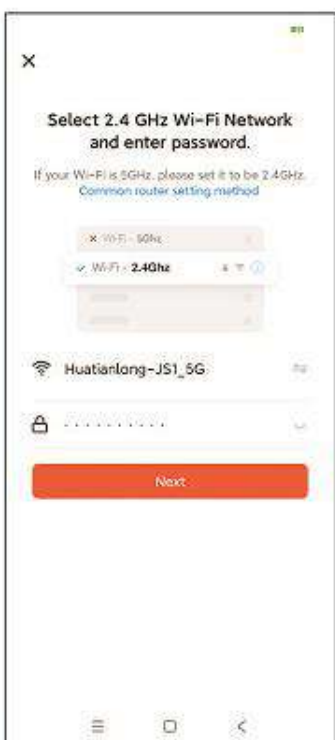 Select 2.4 GHz Wi-Fi Network
and enter password.
If your Wi-Fi is 5GHz, please set it to be 2.4GHz.
Common router setting method
Wi-Fi - 5Ghz
Wi-Fi - 2.4Ghz
Huatianlong-JS1_5G
Next